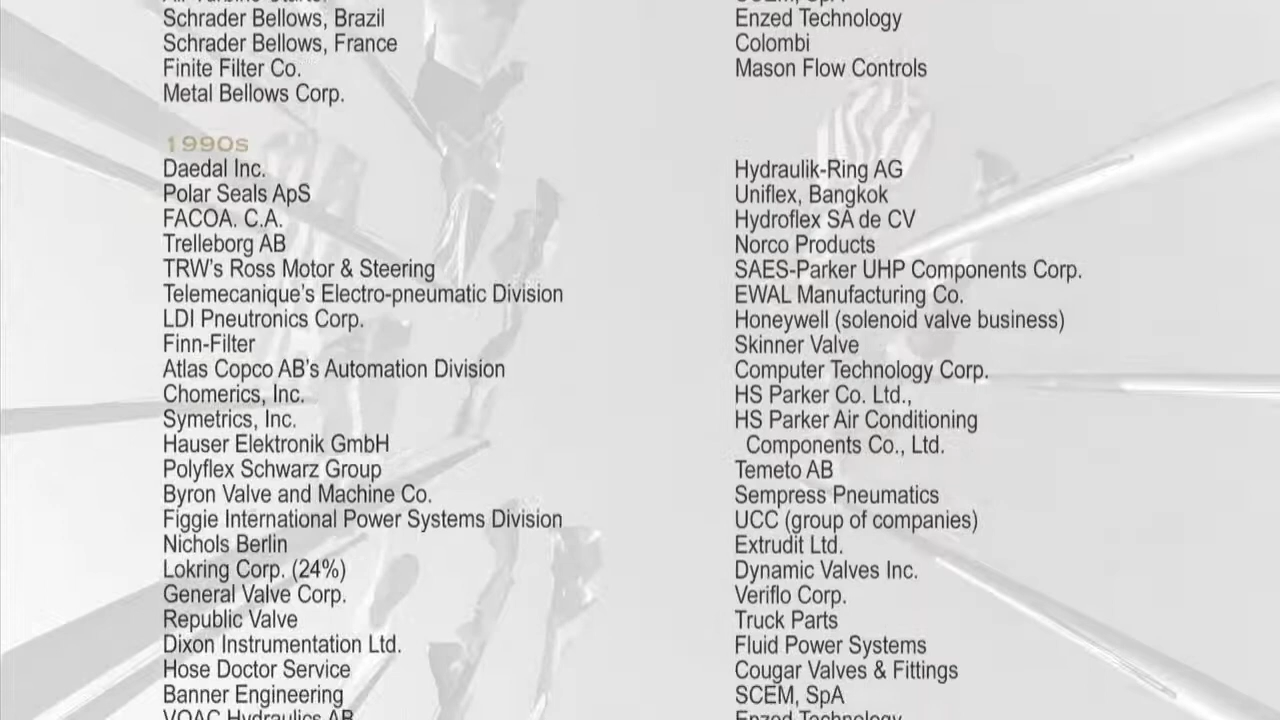 Schrader Bellows, Brazil
Schrader Bellows, France
Finite Filter Co.
Metal Bellows Corp.
SCEM, SpA
Enzed Technology
Colombi
Mason Flow Controls
1990s
Daedal Inc.
Polar Seals ApS
FACOA. C.A.
Trelleborg AB
TRW's Ross Motor & Steering
Telemecanique's Electro-pneumatic Division
LDI Pneutronics Corp.
Finn-Filter
Atlas Copco AB's Automation Division
Chomerics, Inc.
Symetrics, Inc.
Hauser Elektronik GmbH
Polyflex Schwarz Group
Byron Valve and Machine Co.
Figgie International Power Systems Division
Nichols Berlin
Lokring Corp. (24%)
General Valve Corp.
Republic Valve
Dixon Instrumentation Ltd.
Hose Doctor Service
Banner Engineering
VOAC Hydraulics AB
Hydraulik-Ring AG
Uniflex, Bangkok
Hydroflex SA de CV
Norco Products
SAES-Parker UHP Components Corp.
EWAL Manufacturing Co.
Honeywell (solenoid valve business)
Skinner Valve
Computer Technology Corp.
HS Parker Co. Ltd.,
HS Parker Air Conditioning
Components Co., Ltd.
Temeto AB
Sempress Pneumatics
UCC (group of companies)
Extrudit Ltd.
Dynamic Valves Inc.
Veriflo Corp.
Truck Parts
Fluid Power Systems
Cougar Valves & Fittings
SCEM, SpA
Enzed Technology